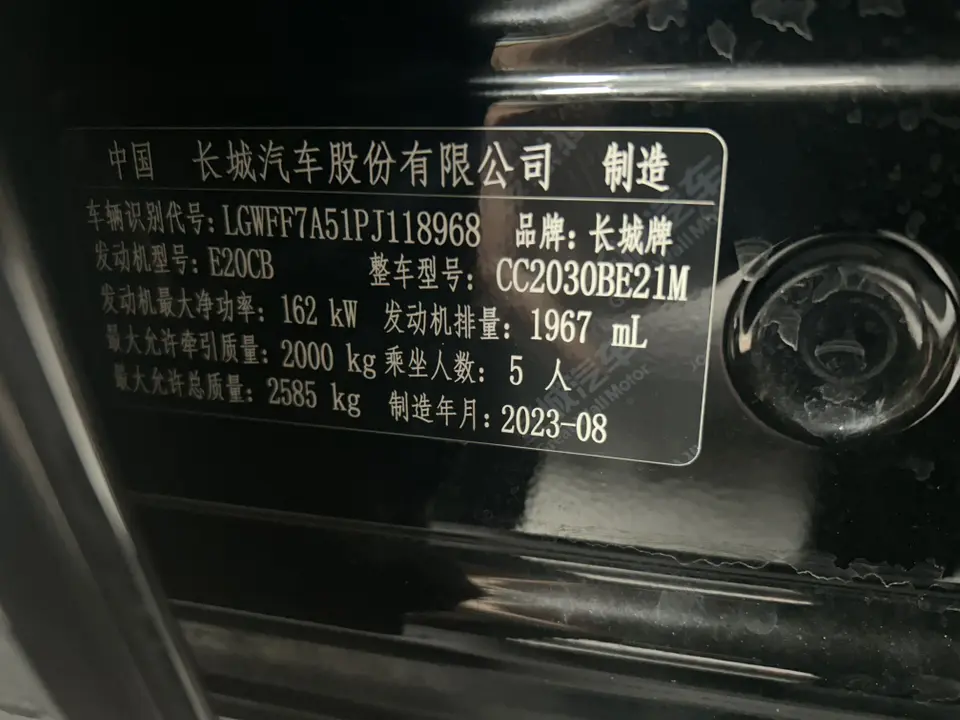 中国 长城汽车股份有限公司 制造
车辆识别代号: LGWFF7A51PJ118968 品牌: 长城牌
发动机型号: E20CB 整车型号: CC2030BE21M
发动机最大净功率: 162 kW 发动机排量: 1967 mL
最大允许牵引质量: 2000 kg 乘坐人数: 5 人
最大允许总质量: 2585 kg 制造年月: 2023-08